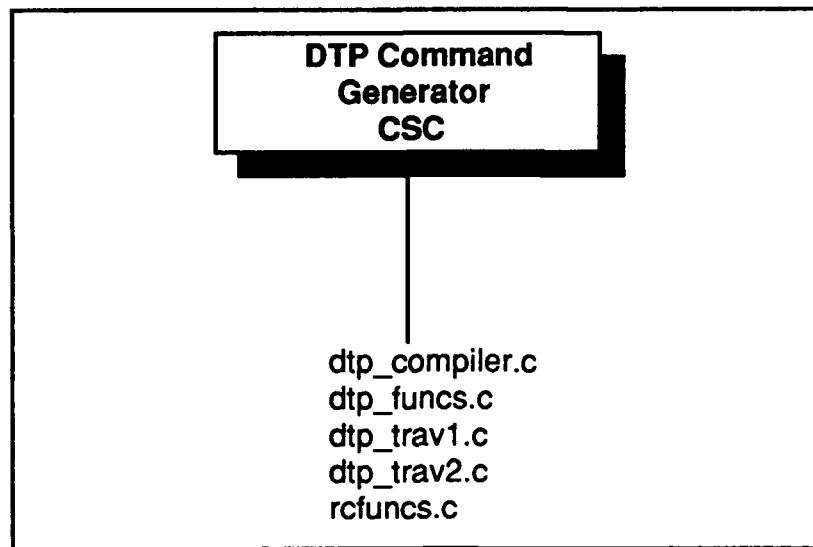 DTP Command
Generator
CSC
dtp_compiler.c
dtp_funcs.c
dtp_trav1.c
dtp_trav2.c
rcfuncs.c